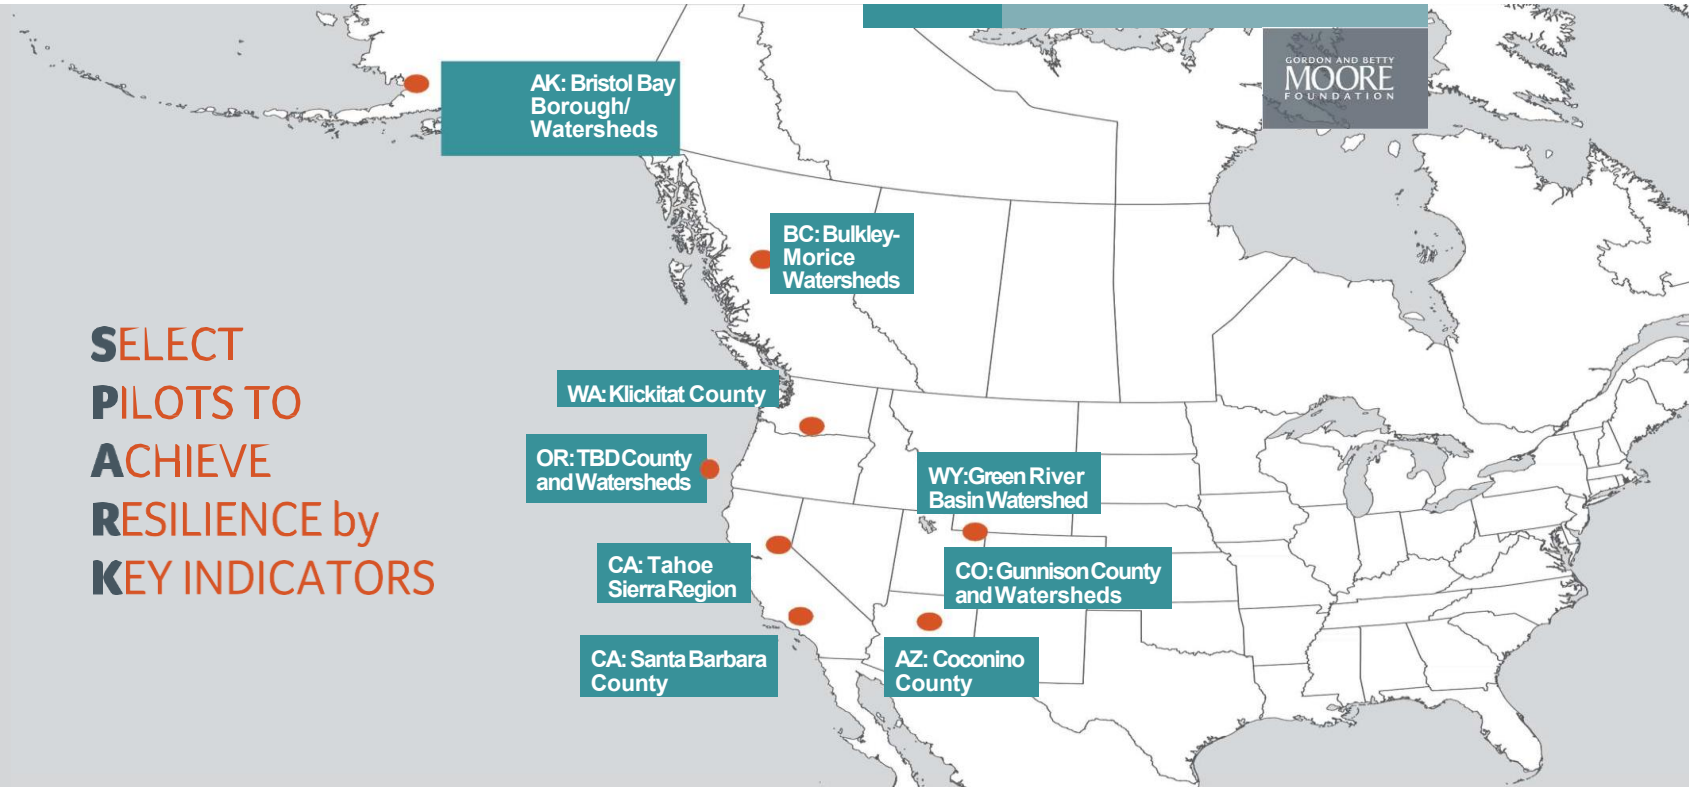 GORDON AND BETTY
MOORE
FOUNDATION
AK: Bristol Bay
Borough/
Watersheds
BC: Bulkley-
Morice
Watersheds
SELECT
PILOTS TO
ACHIEVE
RESILIENCE by
KEY INDICATORS
WA: Klickitat County
OR: TBD County
and Watersheds
WY: Green River
Basin Watershed
CA: Tahoe
Sierra Region
CO: Gunnison County
and Watersheds
CA: Santa Barbara
County
AZ: Coconino
County